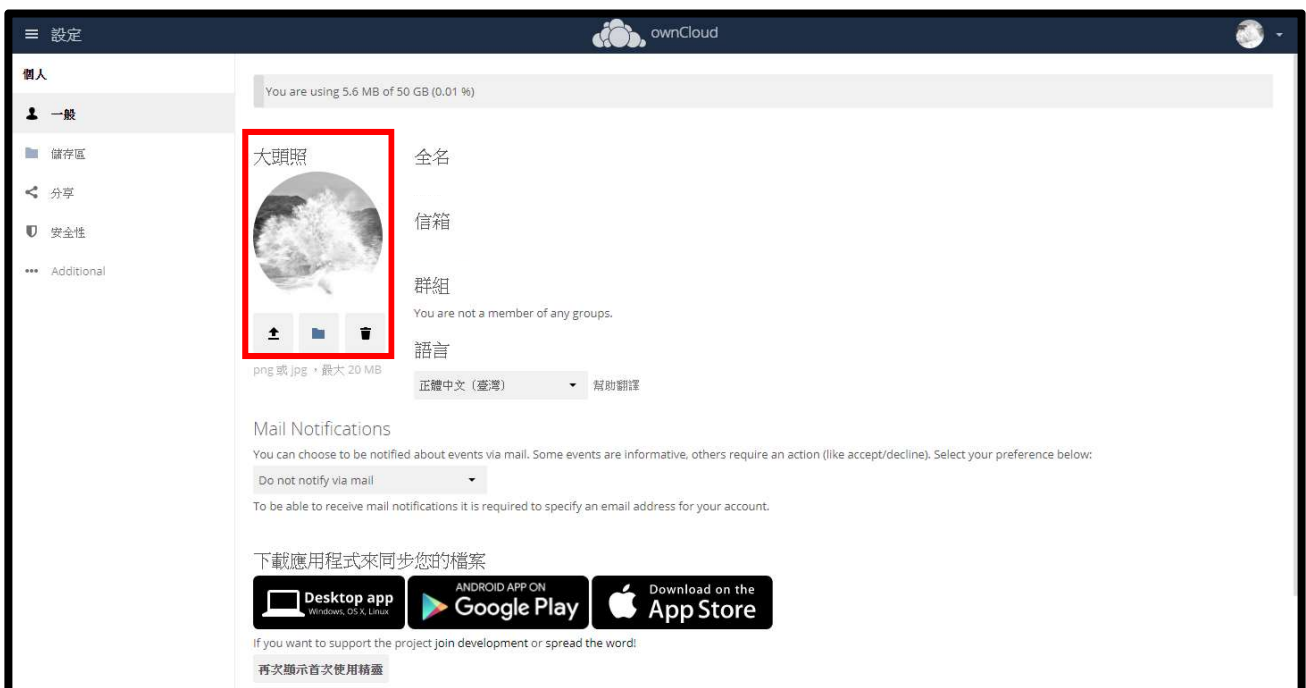 設定
ownCloud
個人
一般
儲存區
分享
安全性
Additional
You are using 5.6 MB of 50 GB (0.01 %)
大頭照
png 或 jpg，最大 20 MB
全名
信箱
群組
You are not a member of any groups.
語言
正體中文（臺灣） 幫助翻譯
Mail Notifications
You can choose to be notified about events via mail. Some events are informative, others require an action (like accept/decline). Select your preference below:
Do not notify via mail
To be able to receive mail notifications it is required to specify an email address for your account.
下載應用程式來同步您的檔案
Desktop app
Windows, OS X, Linux
ANDROID APP ON
Google Play
Download on the
App Store
If you want to support the project join development or spread the word!
再次顯示首次使用精靈